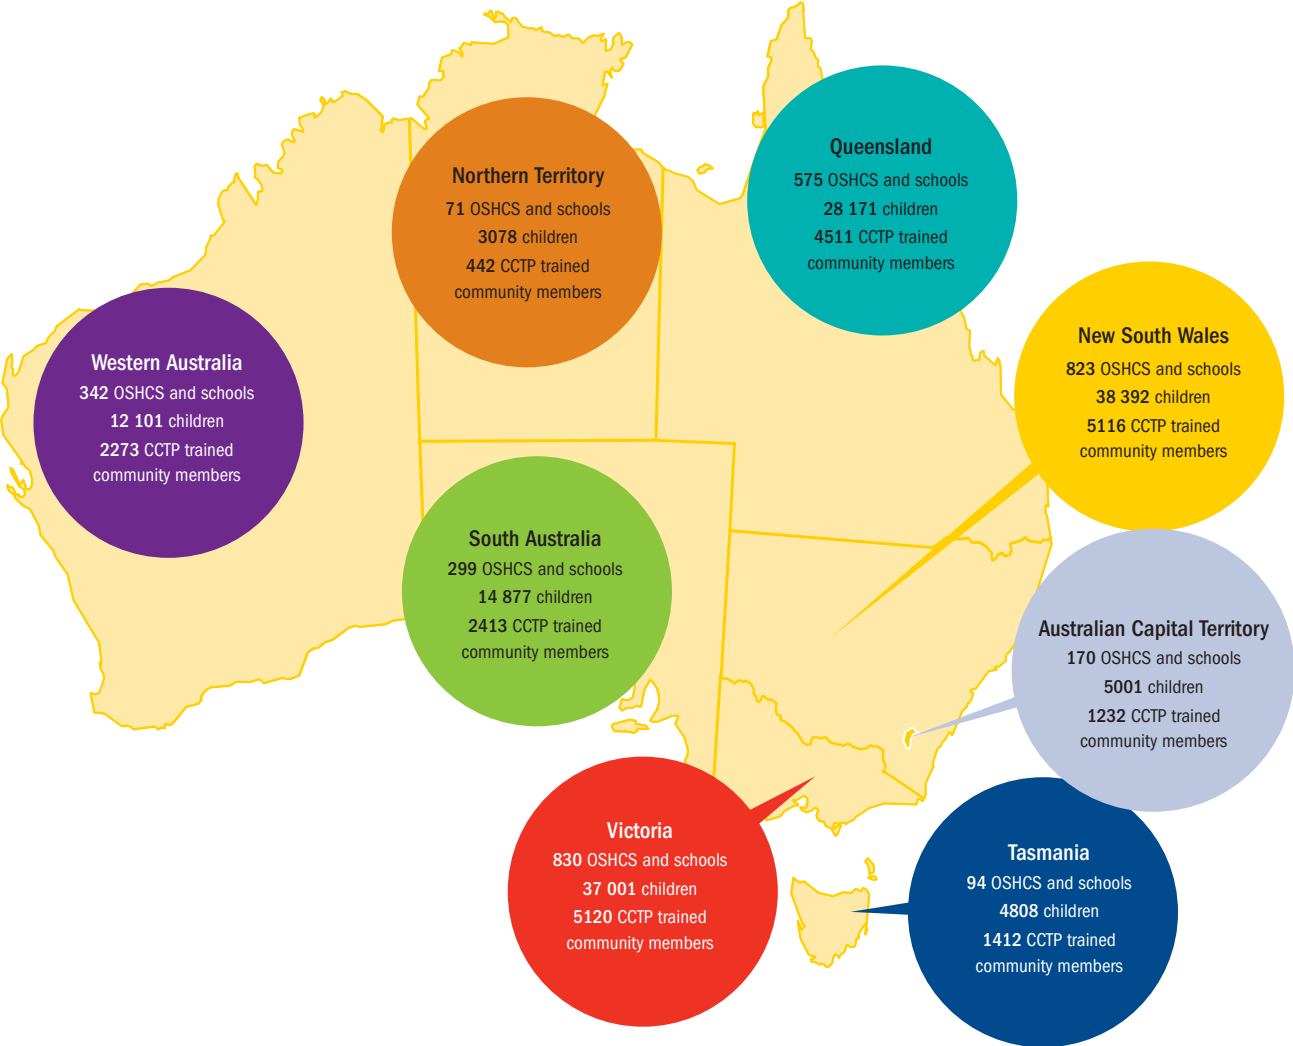 Northern Territory
71 OSHCS and schools
3078 children
442 CCTP trained
community members
Queensland
575 OSHCS and schools
28 171 children
4511 CCTP trained
community members
Western Australia
342 OSHCS and schools
12 101 children
2273 CCTP trained
community members
New South Wales
823 OSHCS and schools
38 392 children
5116 CCTP trained
community members
South Australia
299 OSHCS and schools
14 877 children
2413 CCTP trained
community members
Australian Capital Territory
170 OSHCS and schools
5001 children
1232 CCTP trained
community members
Victoria
830 OSHCS and schools
37 001 children
5120 CCTP trained
community members
Tasmania
94 OSHCS and schools
4808 children
1412 CCTP trained
community members